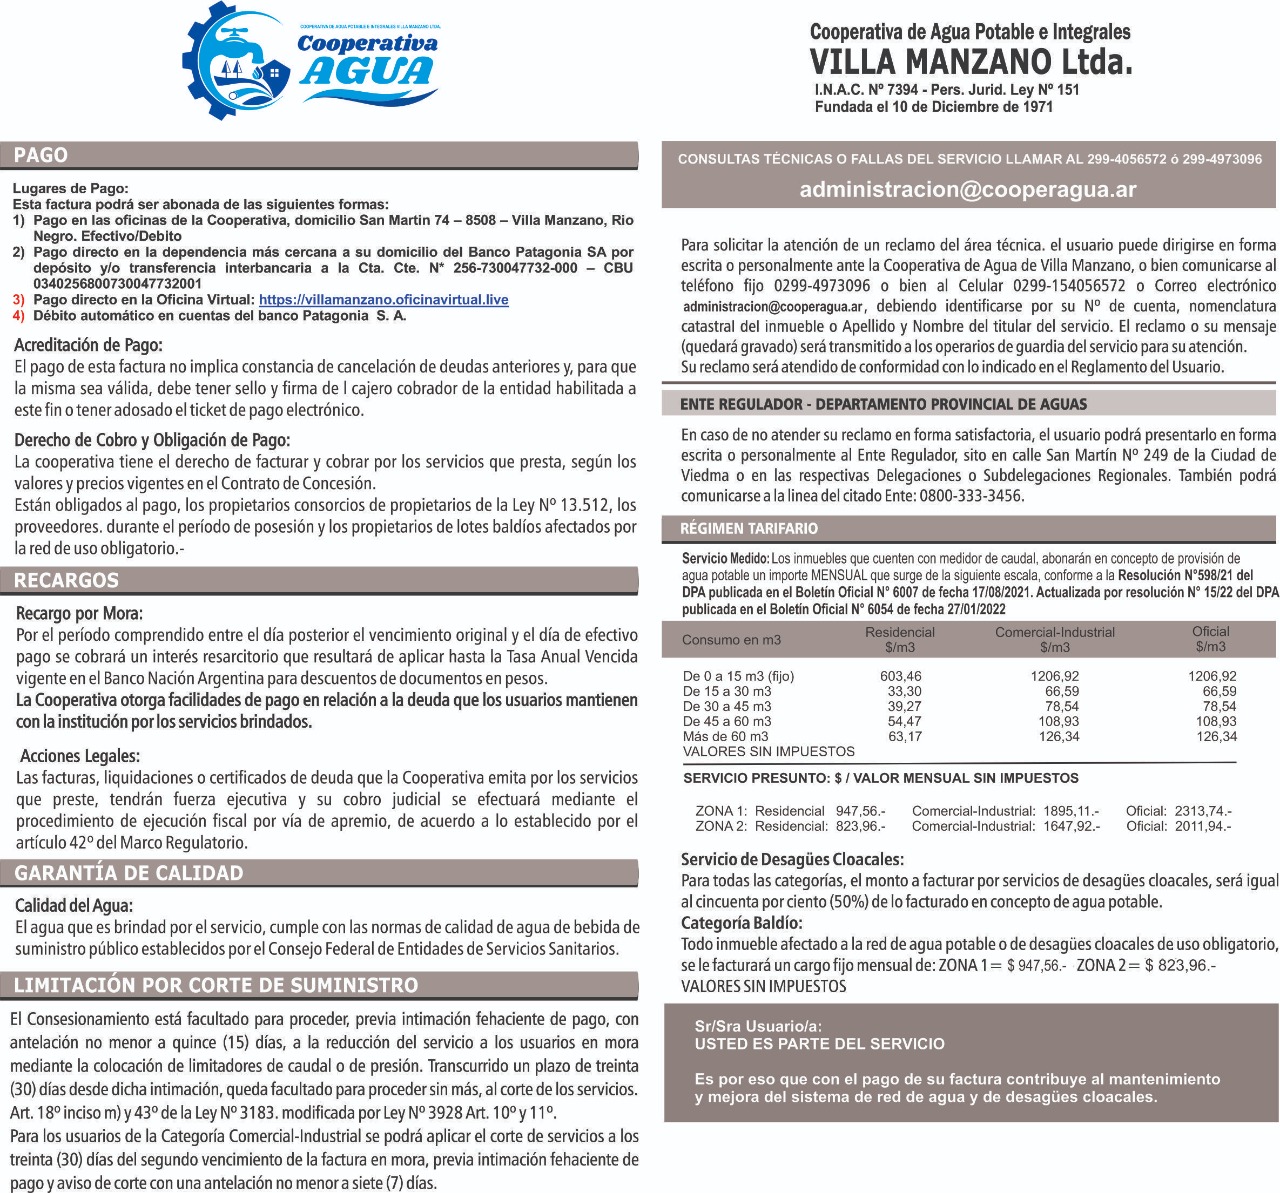 COOPERATIVA DE AGUA POTABLE E INTEGRALES VILLA MANZANO LTDA.
Cooperativa
AGUA
Cooperativa de Agua Potable e Integrales
VILLA MANZANO Ltda.
I.N.A.C. Nº 7394 - Pers. Jurid. Ley Nº 151
Fundada el 10 de Diciembre de 1971
PAGO
Lugares de Pago:
Esta factura podrá ser abonada de las siguientes formas:
1) Pago en las oficinas de la Cooperativa, domicilio San Martin 74 – 8508 – Villa Manzano, Rio
Negro. Efectivo/Debito
2) Pago directo en la dependencia más cercana a su domicilio del Banco Patagonia SA por
depósito y/o transferencia interbancaria a la Cta. Cte. N* 256-730047732-000 – CBU
0340256800730047732001
3) Pago directo en la Oficina Virtual: https://villamanzano.oficinavirtual.live
4) Débito automático en cuentas del banco Patagonia S. A.
Acreditación de Pago:
El pago de esta factura no implica constancia de cancelación de deudas anteriores y, para que
la misma sea válida, debe tener sello y firma de l cajero cobrador de la entidad habilitada a
este fin o tener adosado el ticket de pago electrónico.
Derecho de Cobro y Obligación de Pago:
La cooperativa tiene el derecho de facturar y cobrar por los servicios que presta, según los
valores y precios vigentes en el Contrato de Concesión.
Están obligados al pago, los propietarios consorcios de propietarios de la Ley Nº 13.512, los
proveedores. durante el período de posesión y los propietarios de lotes baldíos afectados por
la red de uso obligatorio.-
RECARGOS
Recargo por Mora:
Por el período comprendido entre el día posterior el vencimiento original y el día de efectivo
pago se cobrará un interés resarcitorio que resultará de aplicar hasta la Tasa Anual Vencida
vigente en el Banco Nación Argentina para descuentos de documentos en pesos.
La Cooperativa otorga facilidades de pago en relación a la deuda que los usuarios mantienen
con la institución por los servicios brindados.
Acciones Legales:
Las facturas, liquidaciones o certificados de deuda que la Cooperativa emita por los servicios
que preste, tendrán fuerza ejecutiva y su cobro judicial se efectuará mediante el
procedimiento de ejecución fiscal por vía de apremio, de acuerdo a lo establecido por el
artículo 42º del Marco Regulatorio.
GARANTÍA DE CALIDAD
Calidad del Agua:
El agua que es brindad por el servicio, cumple con las normas de calidad de agua de bebida de
suministro público establecidos por el Consejo Federal de Entidades de Servicios Sanitarios.
LIMITACIÓN POR CORTE DE SUMINISTRO
El Consesionamiento está facultado para proceder, previa intimación fehaciente de pago, con
antelación no menor a quince (15) días, a la reducción del servicio a los usuarios en mora
mediante la colocación de limitadores de caudal o de presión. Transcurrido un plazo de treinta
(30) días desde dicha intimación, queda facultado para proceder sin más, al corte de los servicios.
Art. 18º inciso m) y 43º de la Ley Nº 3183. modificada por Ley Nº 3928 Art. 10º y 11º.
Para los usuarios de la Categoría Comercial-Industrial se podrá aplicar el corte de servicios a los
treinta (30) días del segundo vencimiento de la factura en mora, previa intimación fehaciente de
pago y aviso de corte con una antelación no menor a siete (7) días.
CONSULTAS TÉCNICAS O FALLAS DEL SERVICIO LLAMAR AL 299-4056572 ó 299-4973096
administracion@cooperagua.ar
Para solicitar la atención de un reclamo del área técnica. el usuario puede dirigirse en forma
escrita o personalmente ante la Cooperativa de Agua de Villa Manzano, o bien comunicarse al
teléfono fijo 0299-4973096 o bien al Celular 0299-154056572 o Correo electrónico
administracion@cooperagua.ar, debiendo identificarse por su Nº de cuenta, nomenclatura
catastral del inmueble o Apellido y Nombre del titular del servicio. El reclamo o su mensaje
(quedará gravado) será transmitido a los operarios de guardia del servicio para su atención.
Su reclamo será atendido de conformidad con lo indicado en el Reglamento del Usuario.
ENTE REGULADOR - DEPARTAMENTO PROVINCIAL DE AGUAS
En caso de no atender su reclamo en forma satisfactoria, el usuario podrá presentarlo en forma
escrita o personalmente al Ente Regulador, sito en calle San Martín Nº 249 de la Ciudad de
Viedma o en las respectivas Delegaciones o Subdelegaciones Regionales. También podrá
comunicarse a la linea del citado Ente: 0800-333-3456.
RÉGIMEN TARIFARIO
Servicio Medido: Los inmuebles que cuenten con medidor de caudal, abonarán en concepto de provisión de
agua potable un importe MENSUAL que surge de la siguiente escala, conforme a la Resolución N°598/21 del
DPA publicada en el Boletín Oficial N° 6007 de fecha 17/08/2021. Actualizada por resolución N° 15/22 del DPA
publicada en el Boletín Oficial N° 6054 de fecha 27/01/2022
Consumo en m3 Residencial $/m3 Comercial-Industrial $/m3 Oficial $/m3
De 0 a 15 m3 (fijo) 603,46 1206,92 1206,92
De 15 a 30 m3 33,30 66,59 66,59
De 30 a 45 m3 39,27 78,54 78,54
De 45 a 60 m3 54,47 108,93 108,93
Más de 60 m3 63,17 126,34 126,34
VALORES SIN IMPUESTOS
SERVICIO PRESUNTO: $ / VALOR MENSUAL SIN IMPUESTOS
ZONA 1: Residencial 947,56.- Comercial-Industrial: 1895,11.- Oficial: 2313,74.-
ZONA 2: Residencial: 823,96.- Comercial-Industrial: 1647,92.- Oficial: 2011,94.-
Servicio de Desagües Cloacales:
Para todas las categorías, el monto a facturar por servicios de desagües cloacales, será igual
al cincuenta por ciento (50%) de lo facturado en concepto de agua potable.
Categoría Baldío:
Todo inmueble afectado a la red de agua potable o de desagües cloacales de uso obligatorio,
se le facturará un cargo fijo mensual de: ZONA 1 = $ 947,56.- ZONA 2 = $ 823,96.-
VALORES SIN IMPUESTOS
Sr/Sra Usuario/a:
USTED ES PARTE DEL SERVICIO
Es por eso que con el pago de su factura contribuye al mantenimiento
y mejora del sistema de red de agua y de desagües cloacales.